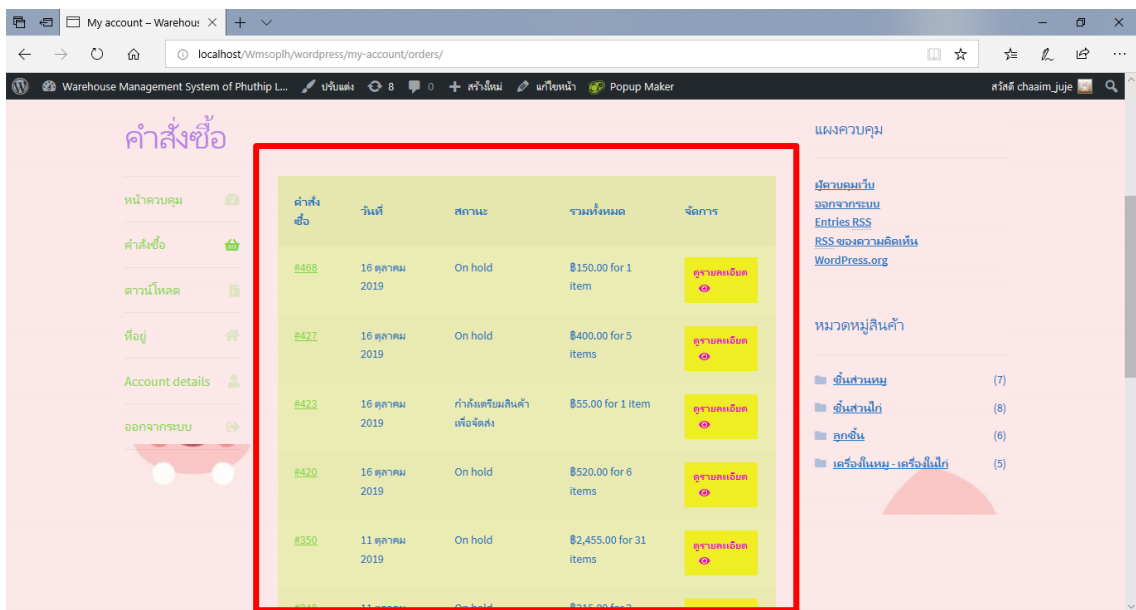 My account – Warehous
localhost/Wmsoplh/wordpress/my-account/orders/
Warehouse Management System of Phuthip L... ปรับแต่ง 8 0 สร้างใหม่ แก้ไขหน้า Popup Maker สวัสดี chaaim_juje
คำสั่งซื้อ
หน้าควบคุม
คำสั่งซื้อ
ดาวน์โหลด
ที่อยู่
Account details
ออกจากระบบ
คำสั่ง
ซื้อ
วันที่
สถานะ
รวมทั้งหมด
จัดการ
#468
16 ตุลาคม
2019
On hold
฿150.00 for 1
item
ดูรายละเอียด
#427
16 ตุลาคม
2019
On hold
฿400.00 for 5
items
ดูรายละเอียด
#423
16 ตุลาคม
2019
กำลังเตรียมสินค้า
เพื่อจัดส่ง
฿55.00 for 1 item
ดูรายละเอียด
#420
16 ตุลาคม
2019
On hold
฿520.00 for 6
items
ดูรายละเอียด
#350
11 ตุลาคม
2019
On hold
฿2,455.00 for 31
items
ดูรายละเอียด
แผงควบคุม
ผู้ควบคุมเว็บ
ออกจากระบบ
Entries RSS
RSS ของความคิดเห็น
WordPress.org
หมวดหมู่สินค้า
ชิ้นส่วนหมู (7)
ชิ้นส่วนไก่ (8)
ลูกชิ้น (6)
เครื่องในหมู - เครื่องในไก่ (5)